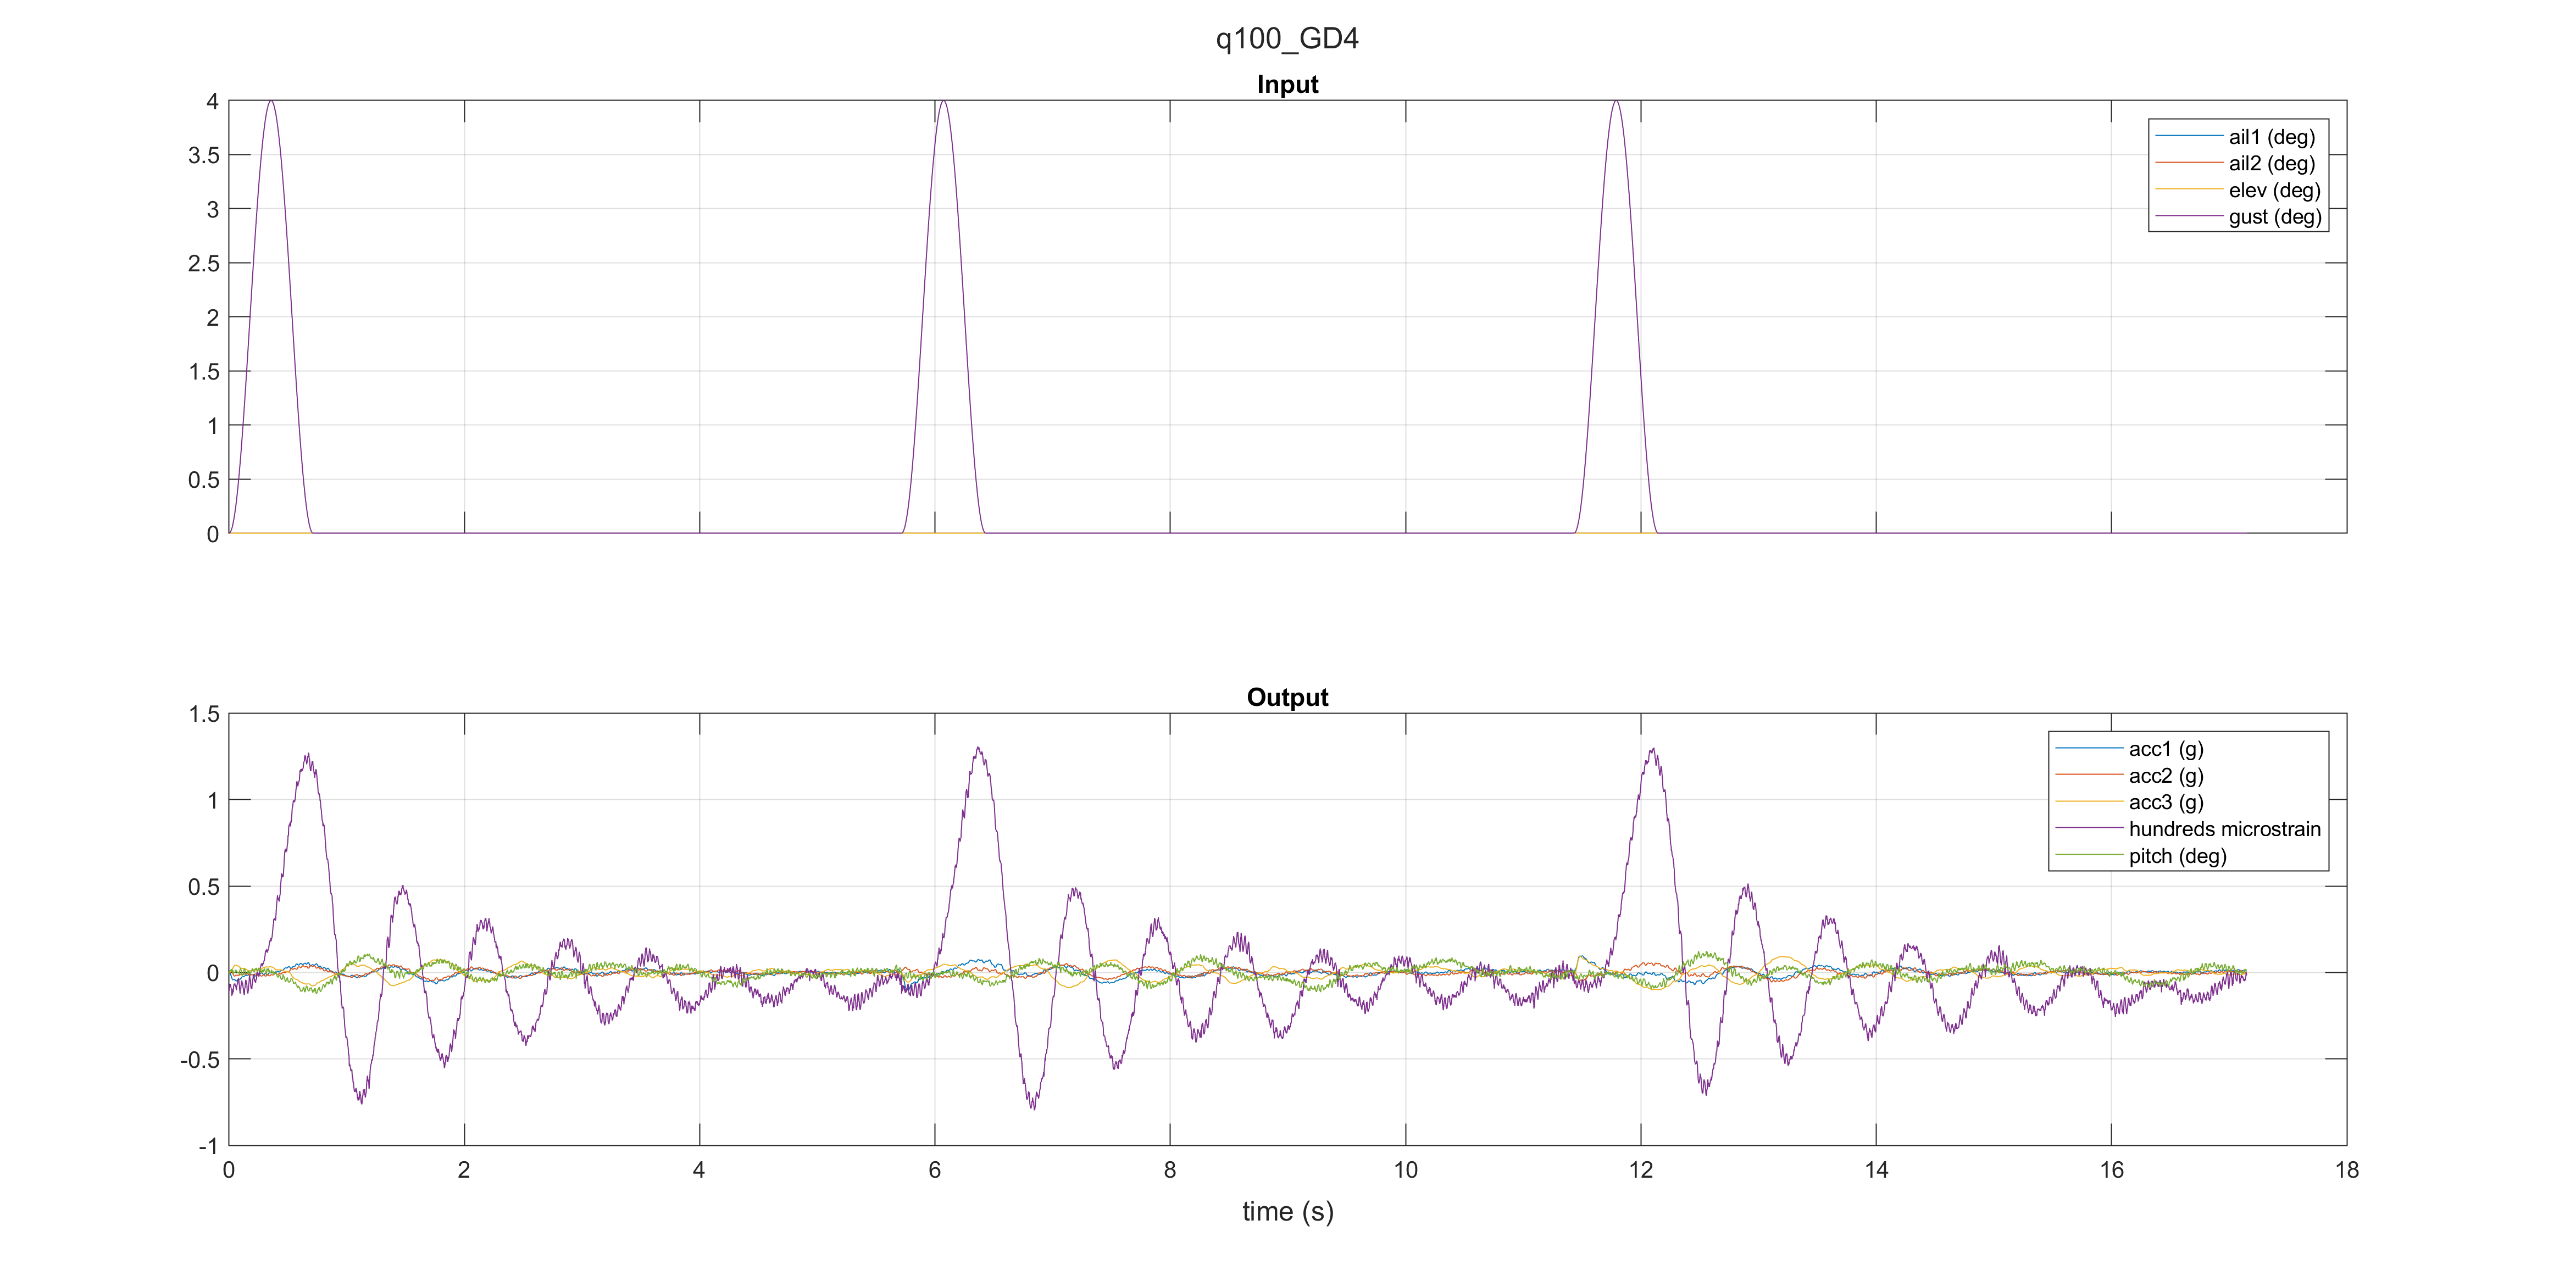 q100_GD4
Input
4
3.5
3
2.5
2
1.5
1
0.5
0
ail1 (deg)
ail2 (deg)
elev (deg)
gust (deg)
Output
1.5
1
0.5
0
-0.5
-1
acc1 (g)
acc2 (g)
acc3 (g)
hundreds microstrain
pitch (deg)
0 2 4 6 8 10 12 14 16 18
time (s)